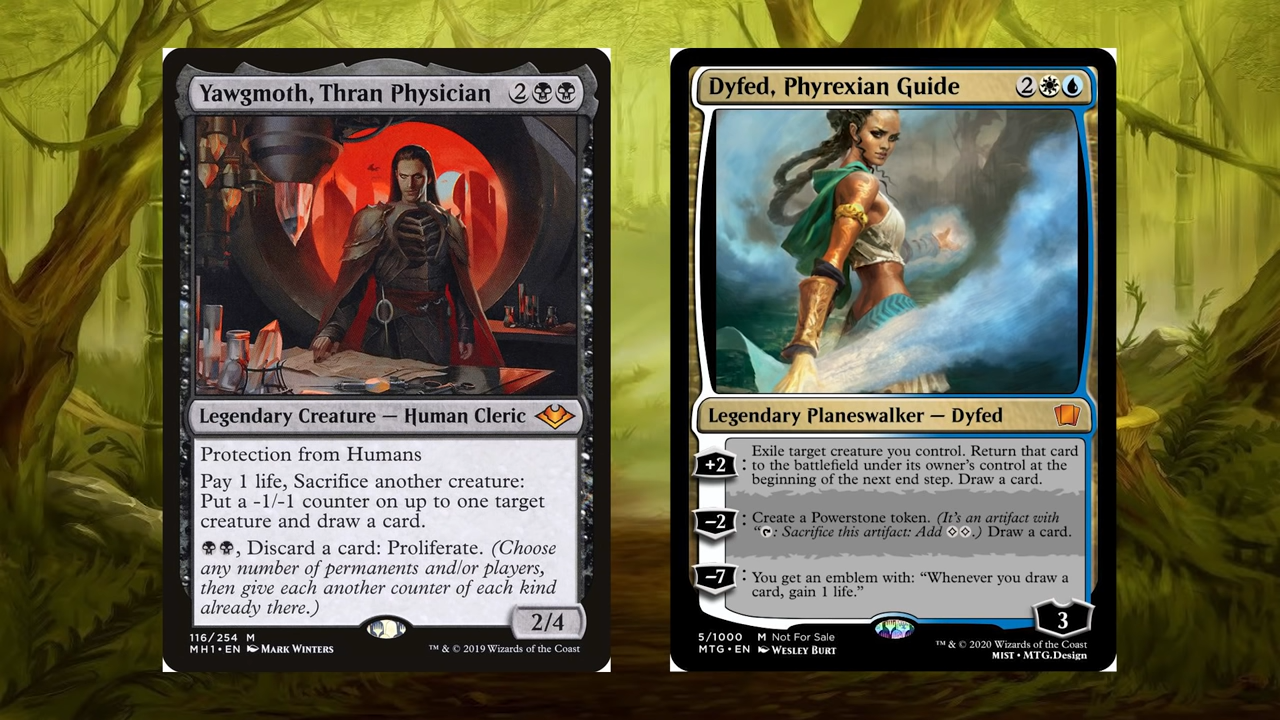 Yawgmoth, Thran Physician 2
Legendary Creature — Human Cleric
Protection from Humans
Pay 1 life, Sacrifice another creature:
Put a -1/-1 counter on up to one target
creature and draw a card.
, Discard a card: Proliferate. (Choose
any number of permanents and/or players,
then give each another counter of each kind
already there.)
2/4
116/254 M
MH1 • EN Mark Winters
™ & © 2019 Wizards of the Coast
Dyfed, Phyrexian Guide 2
Legendary Planeswalker — Dyfed
+2 : Exile target creature you control. Return that card
to the battlefield under its owner's control at the
beginning of the next end step. Draw a card.
−2 : Create a Powerstone token. (It's an artifact with
": Sacrifice this artifact: Add .) Draw a card.
−7 : You get an emblem with: "Whenever you draw a
card, gain 1 life."
3
5/1000 M Not For Sale
MTG • EN Wesley Burt
™ & © 2020 Wizards of the Coast
MIST • MTG.Design